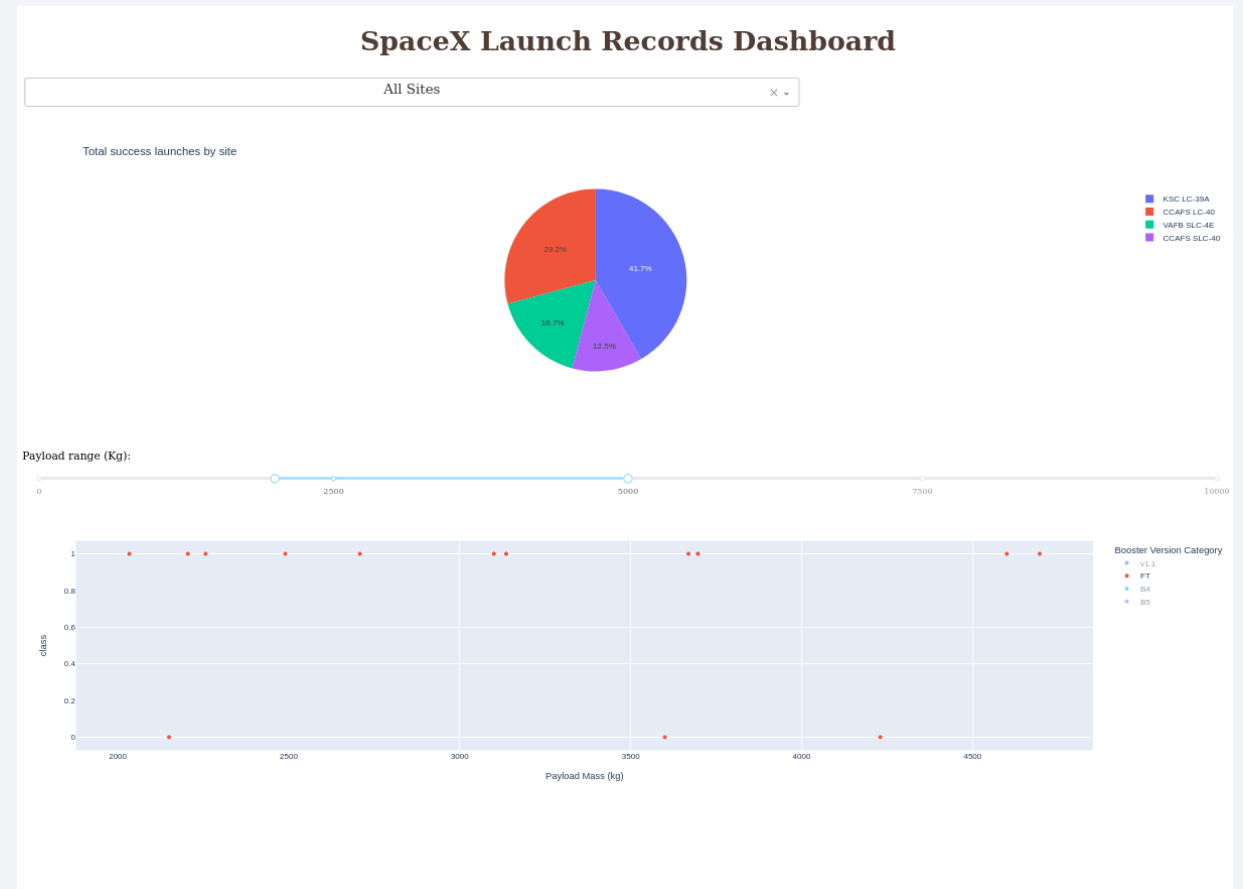 SpaceX Launch Records Dashboard
All Sites
Total success launches by site
KSC LC-39A
CCAFS LC-40
VAFB SLC-4E
CCAFS SLC-40
29.2%
41.7%
16.7%
12.5%
Payload range (Kg):
0 2500 5000 7500 10000
Booster Version Category
v1.1
FT
B4
B5
1
0.8
0.6
0.4
0.2
0
class
2000 2500 3000 3500 4000 4500
Payload Mass (kg)